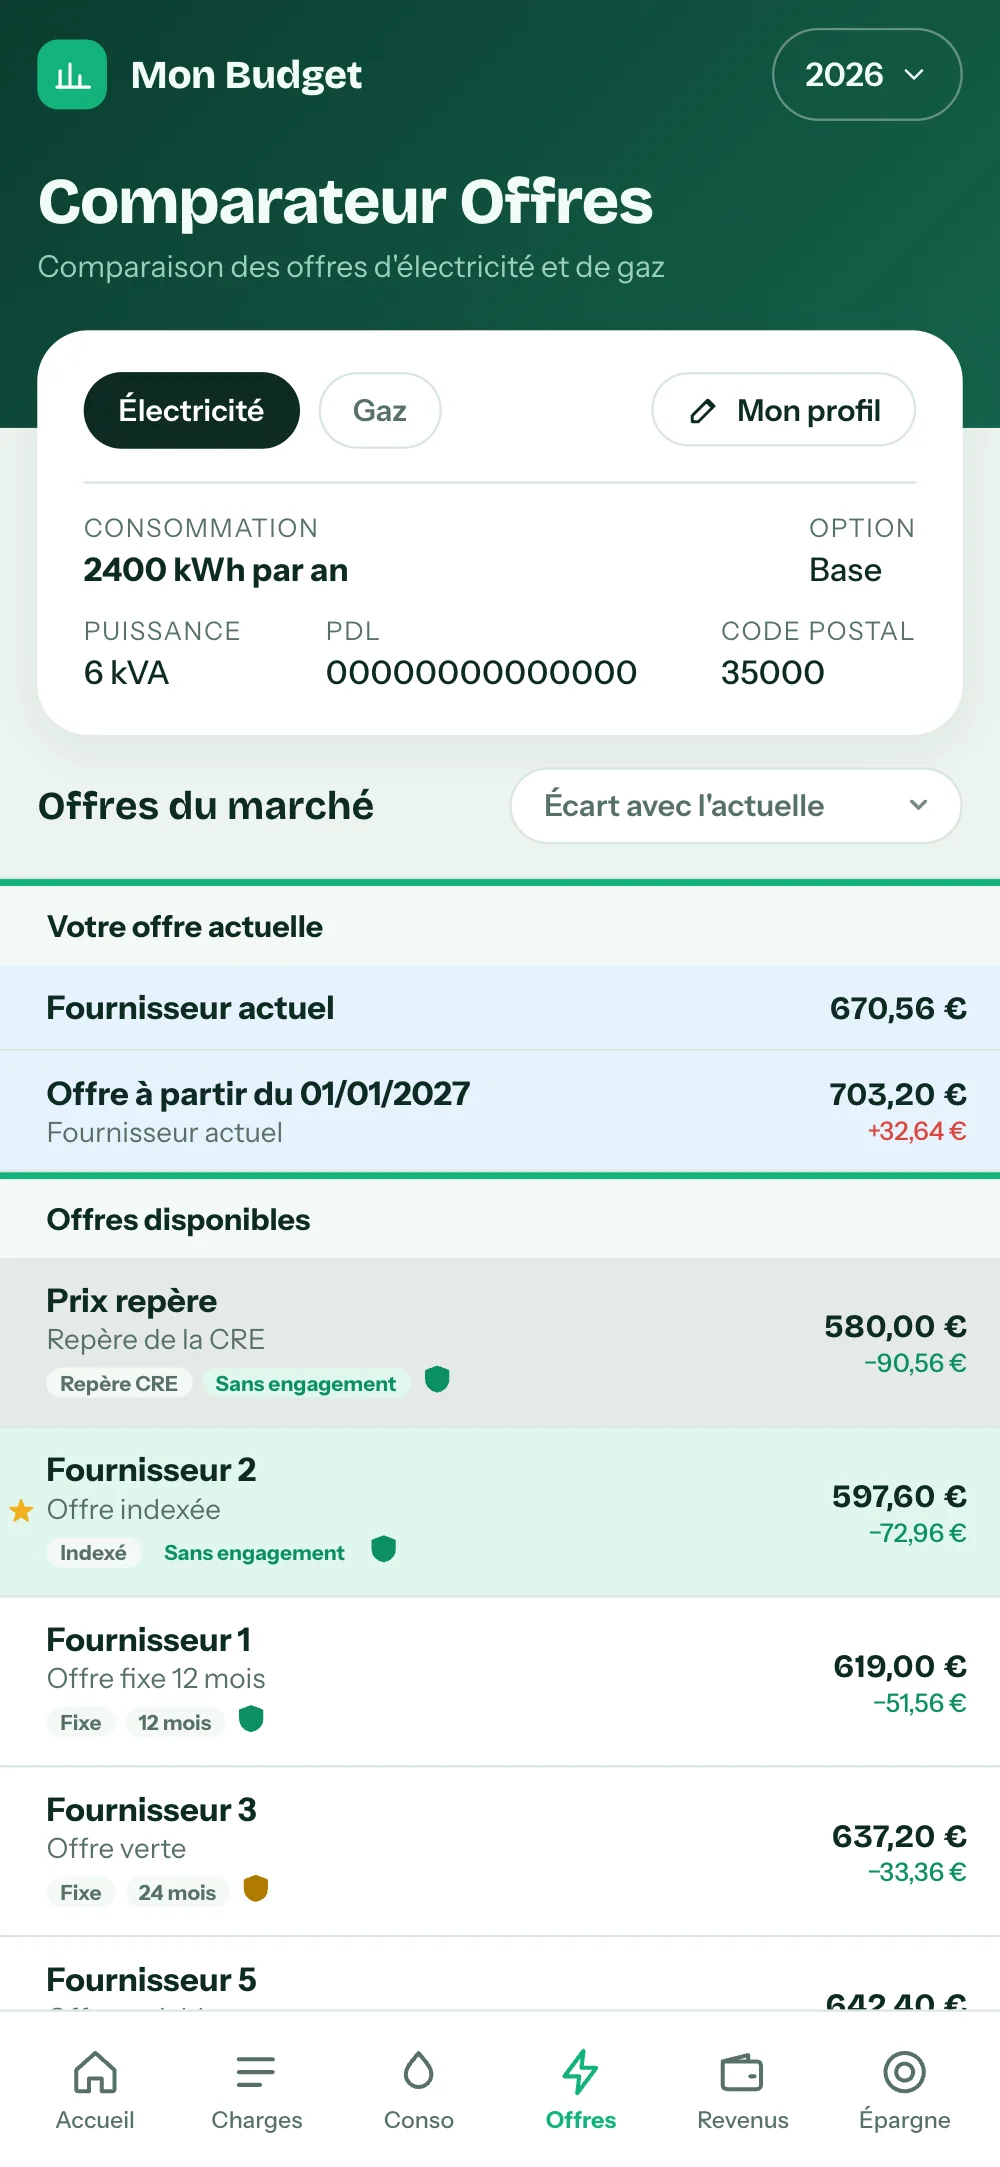 Mon Budget
2026
Comparateur Offres
Comparaison des offres d'électricité et de gaz
Électricité
Gaz
Mon profil
CONSOMMATION
OPTION
2400 kWh par an
Base
PUISSANCE
PDL
CODE POSTAL
6 kVA
00000000000000
35000
Offres du marché
Écart avec l'actuelle
Votre offre actuelle
Fournisseur actuel
670,56 €
Offre à partir du 01/01/2027
703,20 €
Fournisseur actuel
+32,64 €
Offres disponibles
Prix repère
580,00 €
Repère de la CRE
−90,56 €
Repère CRE
Sans engagement
Fournisseur 2
597,60 €
Offre indexée
−72,96 €
Indexé
Sans engagement
Fournisseur 1
619,00 €
Offre fixe 12 mois
−51,56 €
Fixe
12 mois
Fournisseur 3
637,20 €
Offre verte
−33,36 €
Fixe
24 mois
Fournisseur 5
642,40 €
Accueil
Charges
Conso
Offres
Revenus
Épargne